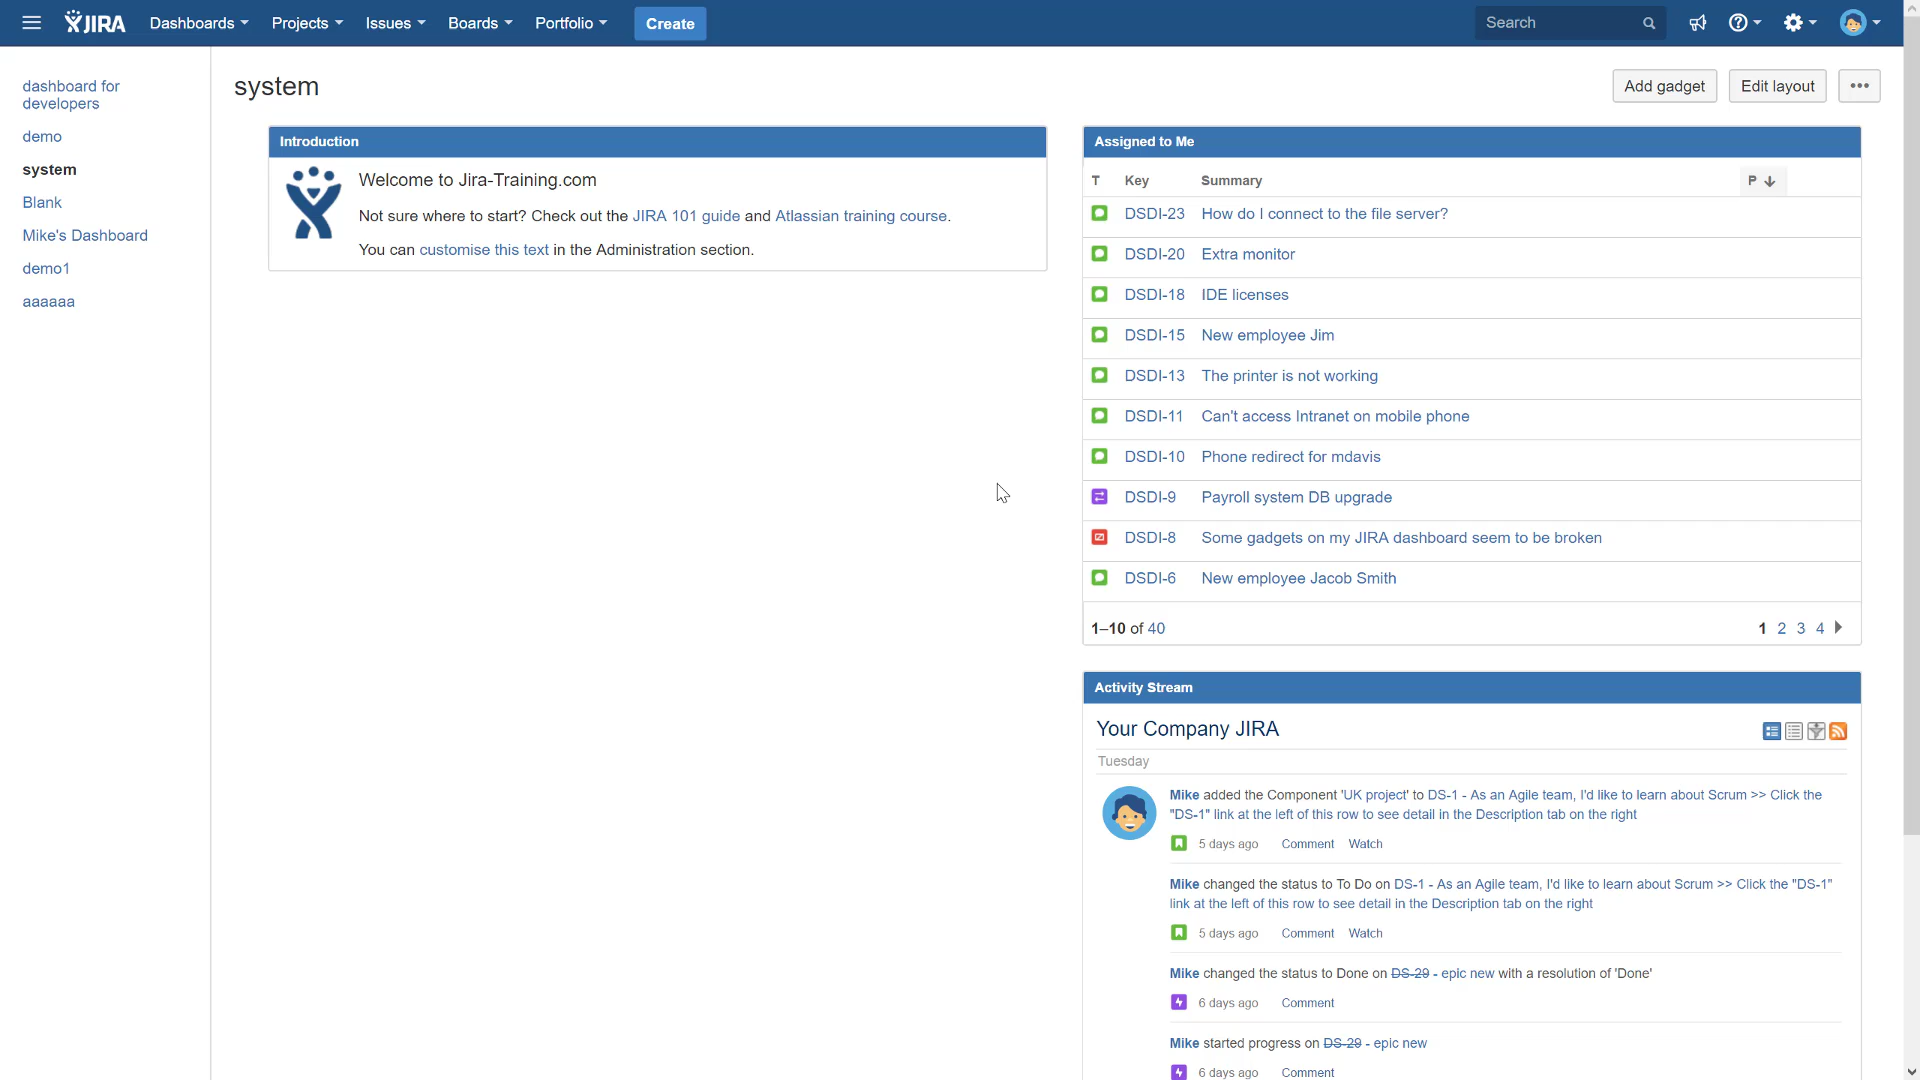 JIRA Dashboards Projects Issues Boards Portfolio Create Search
dashboard for
developers
demo
system
Blank
Mike's Dashboard
demo1
aaaaaa
system
Add gadget Edit layout •••
Introduction
Welcome to Jira-Training.com
Not sure where to start? Check out the JIRA 101 guide and Atlassian training course.
You can customise this text in the Administration section.
Assigned to Me
T Key Summary P
DSDI-23 How do I connect to the file server?
DSDI-20 Extra monitor
DSDI-18 IDE licenses
DSDI-15 New employee Jim
DSDI-13 The printer is not working
DSDI-11 Can't access Intranet on mobile phone
DSDI-10 Phone redirect for mdavis
DSDI-9 Payroll system DB upgrade
DSDI-8 Some gadgets on my JIRA dashboard seem to be broken
DSDI-6 New employee Jacob Smith
1–10 of 40 1 2 3 4
Activity Stream
Your Company JIRA
Tuesday
Mike added the Component 'UK project' to DS-1 - As an Agile team, I'd like to learn about Scrum >> Click the
"DS-1" link at the left of this row to see detail in the Description tab on the right
5 days ago Comment Watch
Mike changed the status to To Do on DS-1 - As an Agile team, I'd like to learn about Scrum >> Click the "DS-1"
link at the left of this row to see detail in the Description tab on the right
5 days ago Comment Watch
Mike changed the status to Done on DS-29 - epic new with a resolution of 'Done'
6 days ago Comment
Mike started progress on DS-29 - epic new
6 days ago Comment